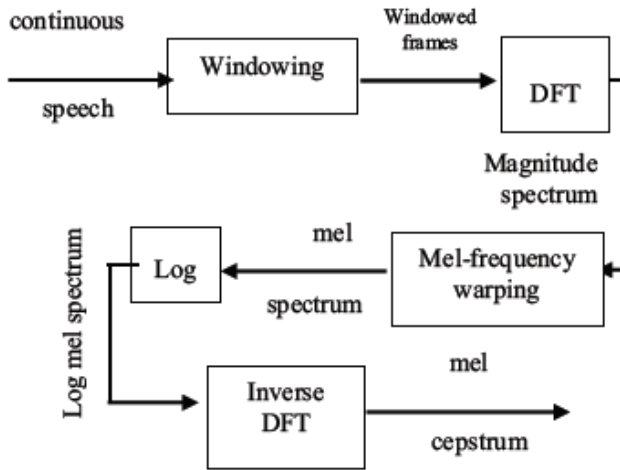 continuous
speech
Windowing
Windowed
frames
DFT
Magnitude
spectrum
Mel-frequency
warping
mel
spectrum
Log
Log mel spectrum
Inverse
DFT
mel
cepstrum